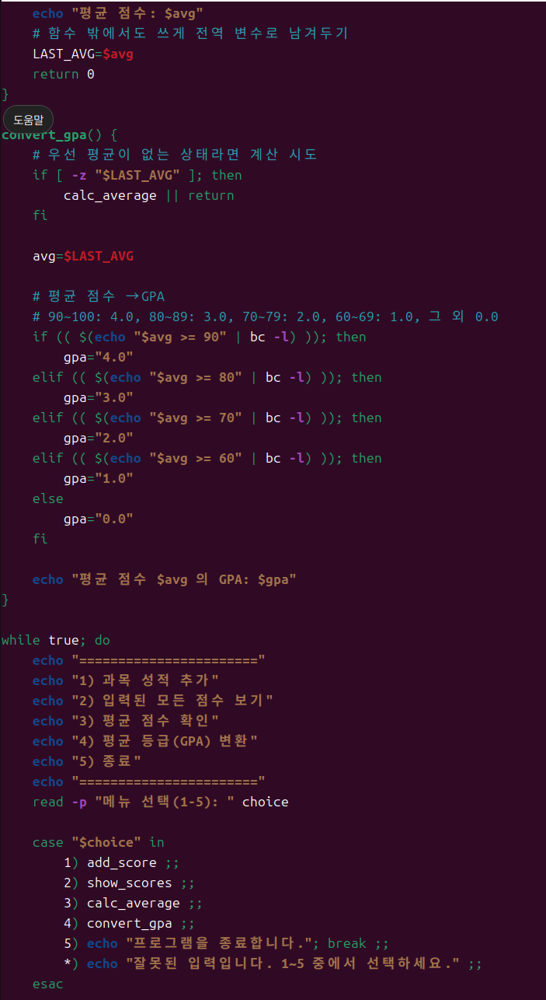 echo "평균 점수: $avg"
# 함수 밖에서도 쓰게 전역 변수로 남겨두기
LAST_AVG=$avg
return 0
}
도움말
convert_gpa() {
# 우선 평균이 없는 상태라면 계산 시도
if [ -z "$LAST_AVG" ]; then
calc_average || return
fi
avg=$LAST_AVG
# 평균 점수 →GPA
# 90~100: 4.0, 80~89: 3.0, 70~79: 2.0, 60~69: 1.0, 그 외 0.0
if (( $(echo "$avg >= 90" | bc -l) )); then
gpa="4.0"
elif (( $(echo "$avg >= 80" | bc -l) )); then
gpa="3.0"
elif (( $(echo "$avg >= 70" | bc -l) )); then
gpa="2.0"
elif (( $(echo "$avg >= 60" | bc -l) )); then
gpa="1.0"
else
gpa="0.0"
fi
echo "평균 점수 $avg 의 GPA: $gpa"
}
while true; do
echo "======================="
echo "1) 과목 성적 추가"
echo "2) 입력된 모든 점수 보기"
echo "3) 평균 점수 확인"
echo "4) 평균 등급(GPA) 변환"
echo "5) 종료"
echo "======================="
read -p "메뉴 선택(1-5): " choice
case "$choice" in
1) add_score ;;
2) show_scores ;;
3) calc_average ;;
4) convert_gpa ;;
5) echo "프로그램을 종료합니다."; break ;;
*) echo "잘못된 입력입니다. 1~5 중에서 선택하세요." ;;
esac